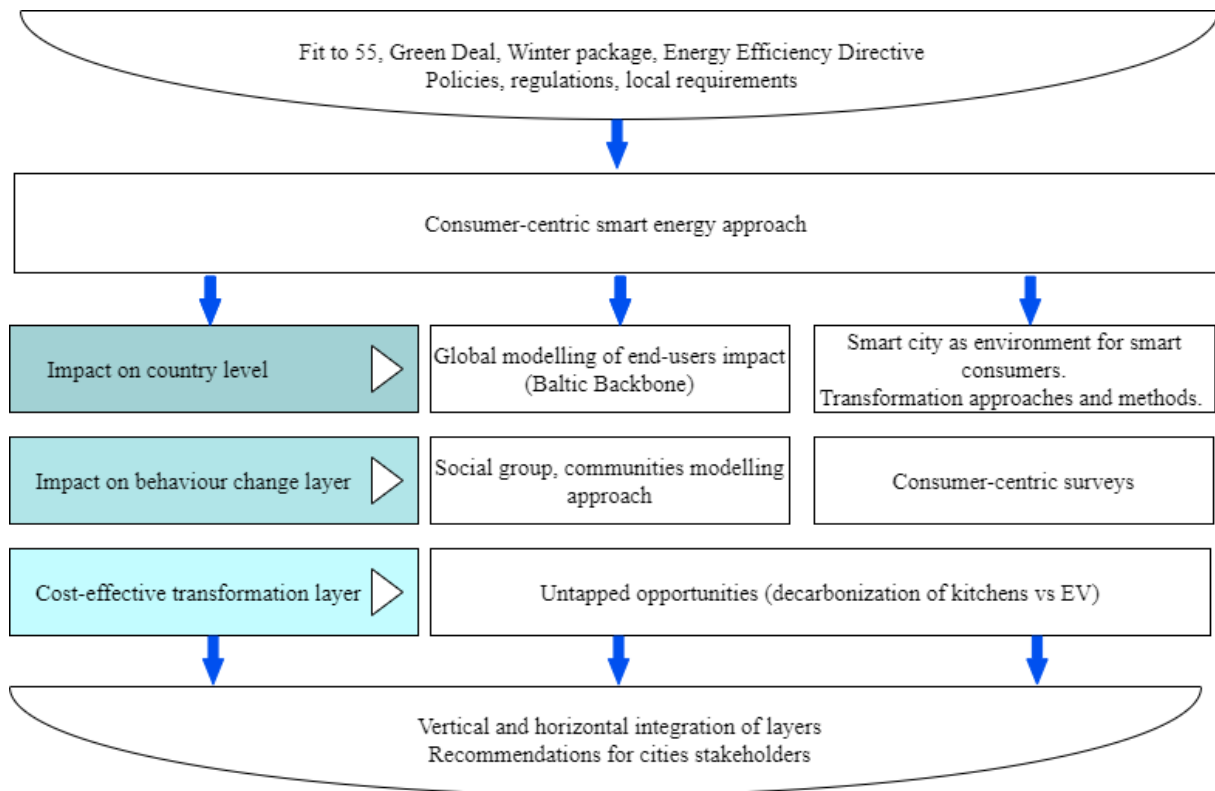 Fit to 55, Green Deal, Winter package, Energy Efficiency Directive
Policies, regulations, local requirements
Consumer-centric smart energy approach
Impact on country level
Global modelling of end-users impact
(Baltic Backbone)
Smart city as environment for smart
consumers.
Transformation approaches and methods.
Impact on behaviour change layer
Social group, communities modelling
approach
Consumer-centric surveys
Cost-effective transformation layer
Untapped opportunities (decarbonization of kitchens vs EV)
Vertical and horizontal integration of layers
Recommendations for cities stakeholders